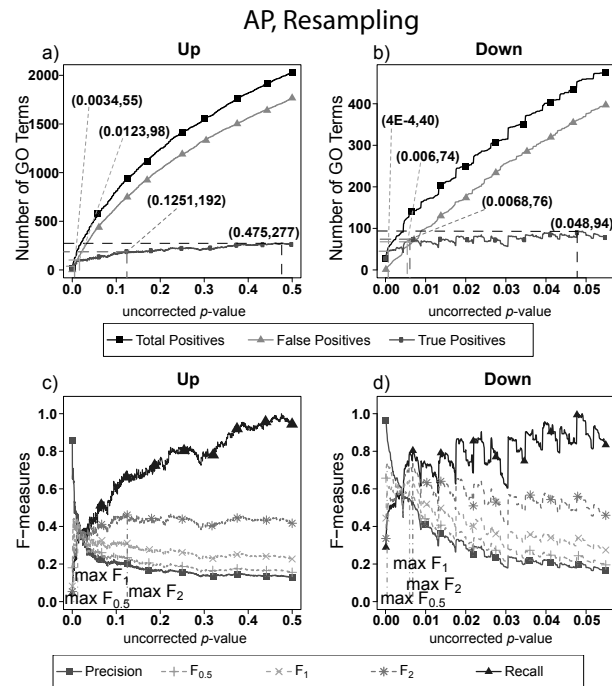 AP, Resampling
a) Up
b) Down
Number of GO Terms
2000
1500
1000
500
0
(0.0034,55)
(0.0123,98)
(0.1251,192)
(0.475,277)
0.0 0.1 0.2 0.3 0.4 0.5
uncorrected p-value
Number of GO Terms
400
300
200
100
0
(4E-4,40)
(0.006,74)
(0.0068,76)
(0.048,94)
0.00 0.01 0.02 0.03 0.04 0.05
uncorrected p-value
Total Positives False Positives True Positives
c) Up
d) Down
F-measures
1.0
0.8
0.6
0.4
0.2
0.0
max F1
max F0.5
max F2
0.0 0.1 0.2 0.3 0.4 0.5
uncorrected p-value
F-measures
1.0
0.8
0.6
0.4
0.2
0.0
max F1
max F2
max F0.5
0.00 0.01 0.02 0.03 0.04 0.05
uncorrected p-value
Precision F0.5 F1 F2 Recall